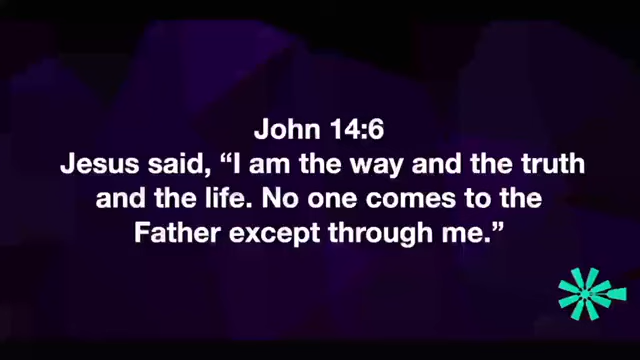 John 14:6
Jesus said, “I am the way and the truth
and the life. No one comes to the
Father except through me.”